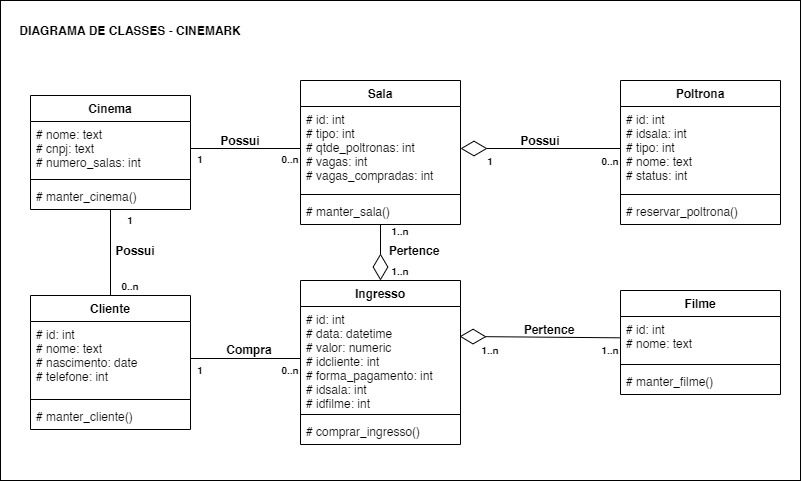 DIAGRAMA DE CLASSES - CINEMARK
Cinema
# nome: text
# cnpj: text
# numero_salas: int
# manter_cinema()
Possui
1
0..n
Sala
# id: int
# tipo: int
# qtde_poltronas: int
# vagas: int
# vagas_compradas: int
# manter_sala()
Possui
1
0..n
Poltrona
# id: int
# idsala: int
# tipo: int
# nome: text
# status: int
# reservar_poltrona()
1
Possui
0..n
1..n
Pertence
1..n
Cliente
# id: int
# nome: text
# nascimento: date
# telefone: int
# manter_cliente()
Compra
1
0..n
Ingresso
# id: int
# data: datetime
# valor: numeric
# idcliente: int
# forma_pagamento: int
# idsala: int
# idfilme: int
# comprar_ingresso()
Pertence
1..n
1..n
Filme
# id: int
# nome: text
# manter_filme()